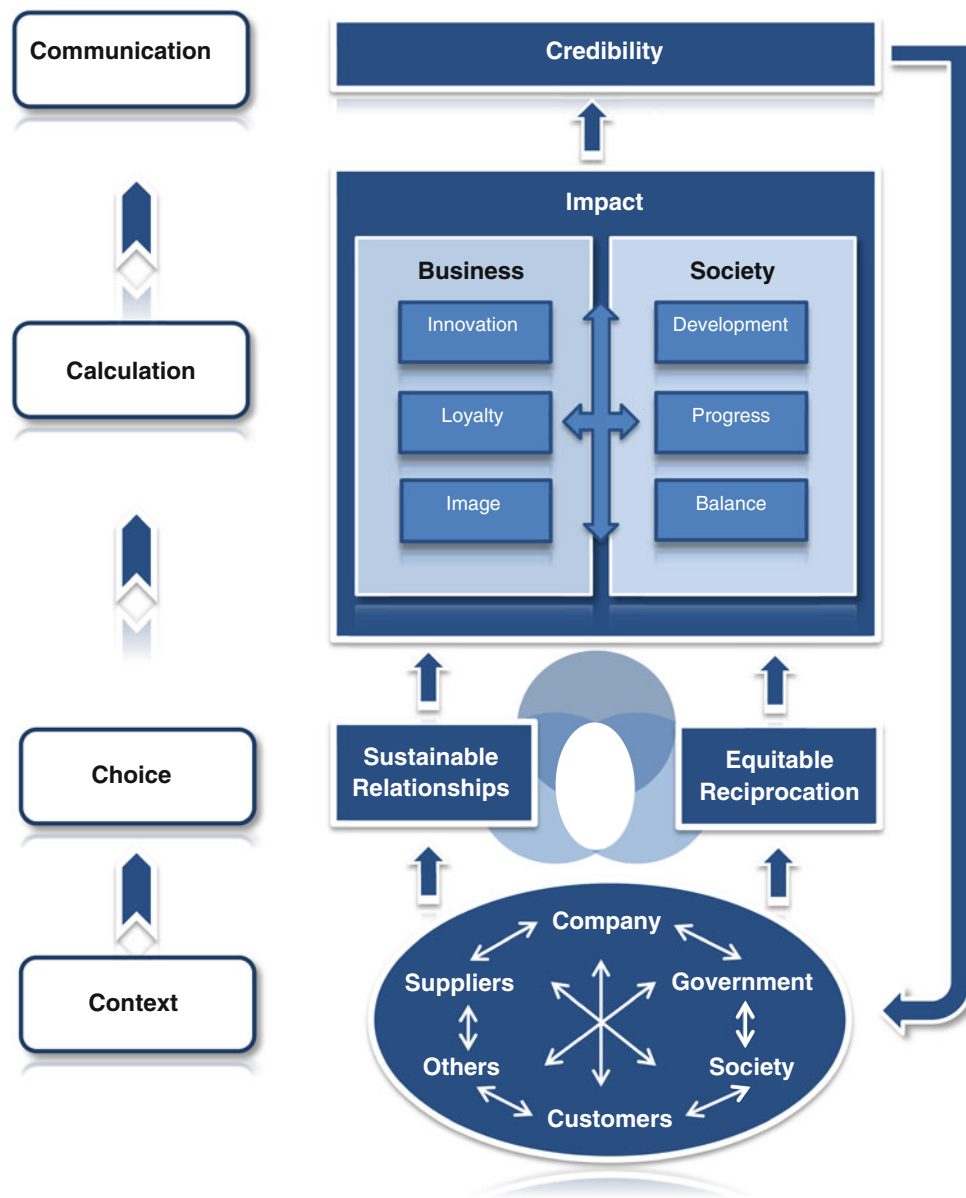 Communication
Credibility
Impact
Business
Society
Innovation
Development
Calculation
Loyalty
Progress
Image
Balance
Choice
Sustainable
Relationships
Equitable
Reciprocation
Context
Company
Suppliers
Government
Others
Society
Customers